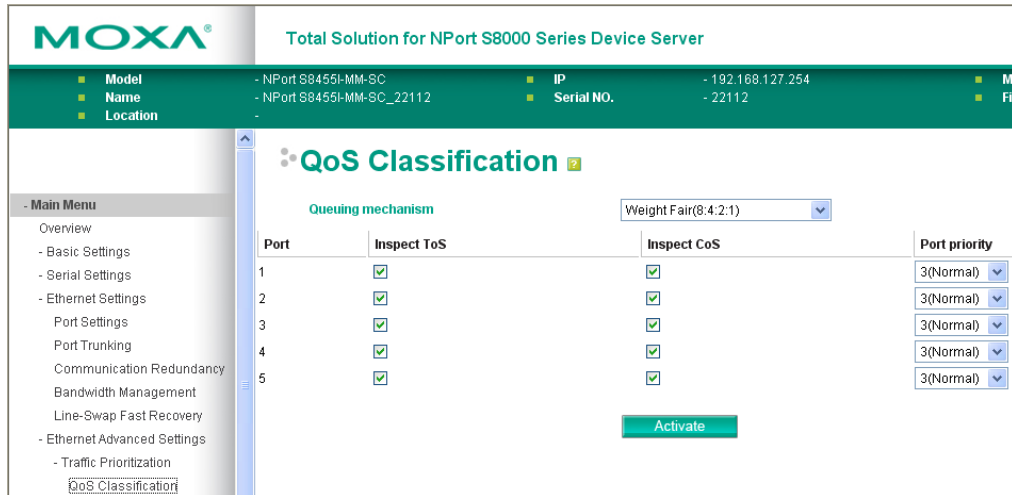 MOXA®
Total Solution for NPort S8000 Series Device Server
Model - NPort S8455I-MM-SC IP - 192.168.127.254 M
Name - NPort S8455I-MM-SC_22112 Serial NO. - 22112 Fi
Location -
QoS Classification ?
- Main Menu
Overview
- Basic Settings
- Serial Settings
- Ethernet Settings
Port Settings
Port Trunking
Communication Redundancy
Bandwidth Management
Line-Swap Fast Recovery
- Ethernet Advanced Settings
- Traffic Prioritization
QoS Classification
Queuing mechanism Weight Fair(8:4:2:1)
Port Inspect ToS Inspect CoS Port priority
1 3(Normal)
2 3(Normal)
3 3(Normal)
4 3(Normal)
5 3(Normal)
Activate